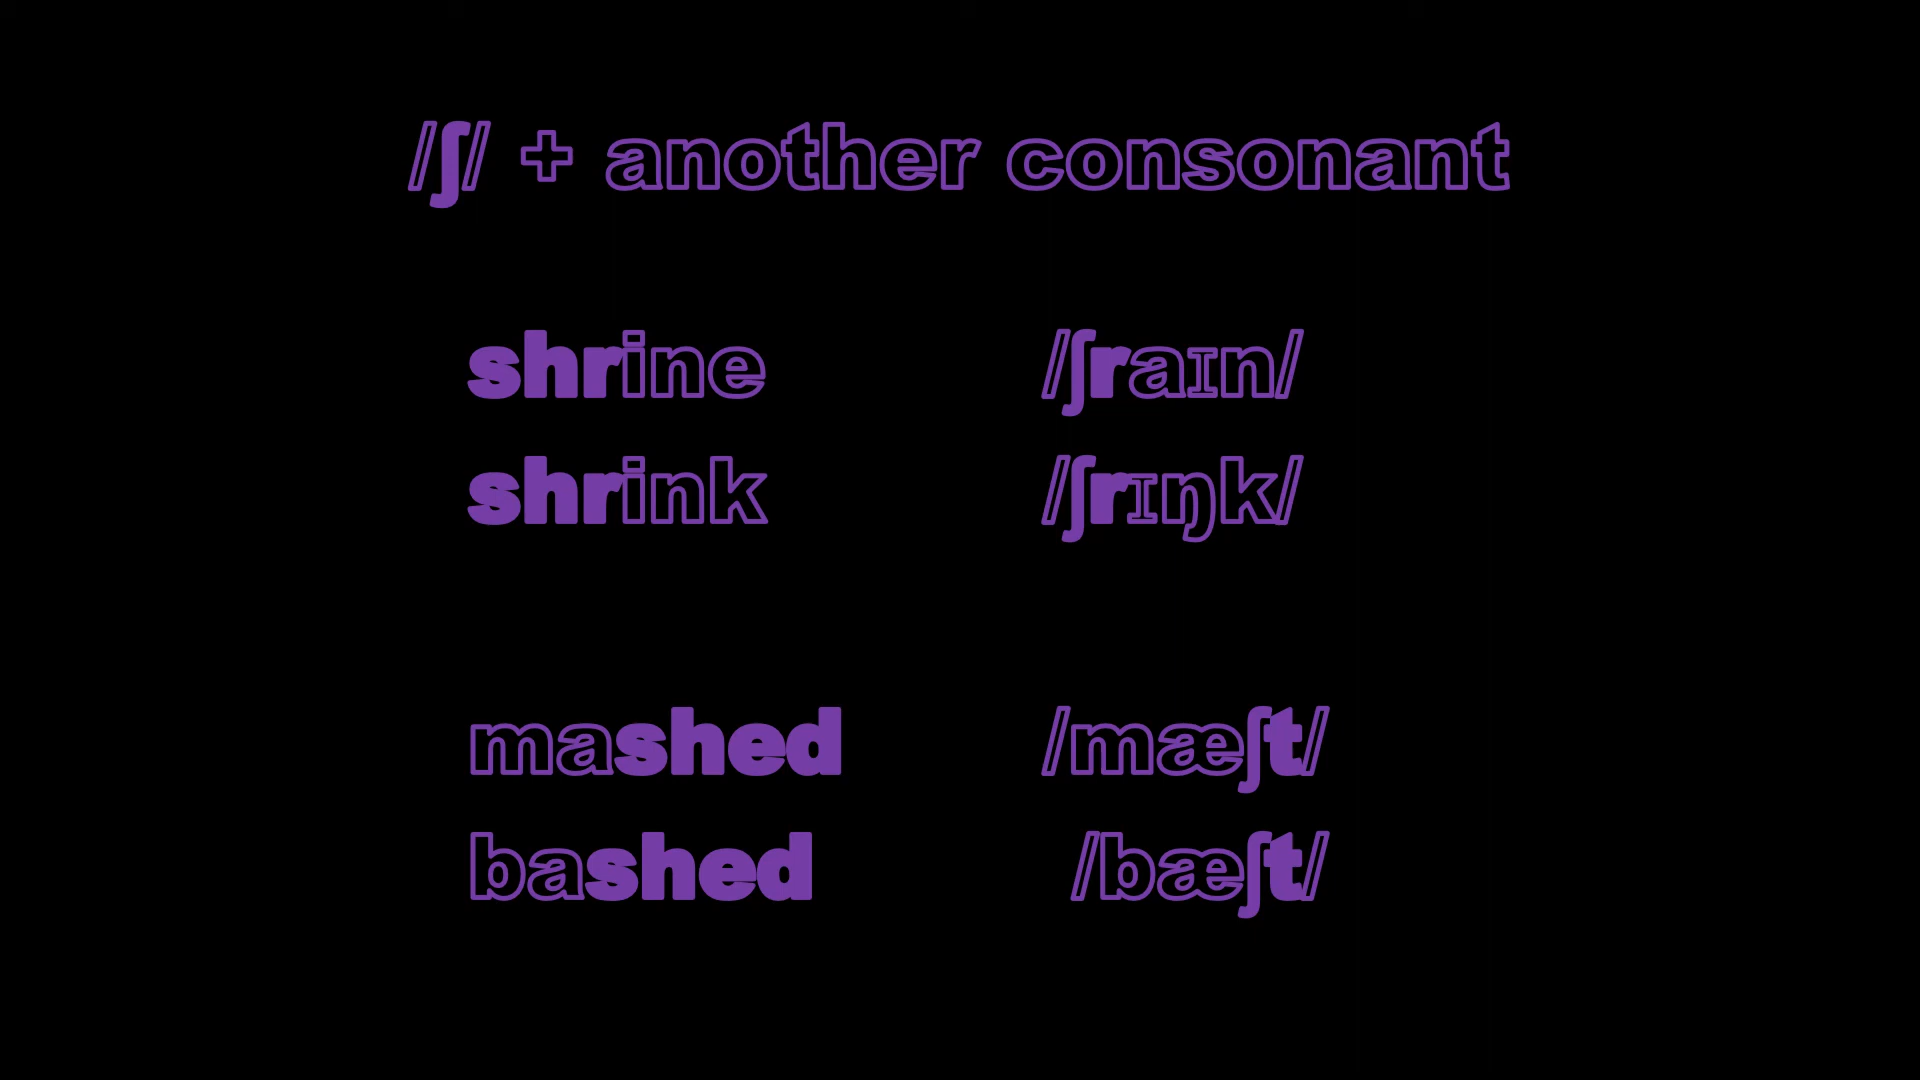 /ʃ/ + another consonant
shrine /ʃraɪn/
shrink /ʃrɪŋk/
mashed /mæʃt/
bashed /bæʃt/